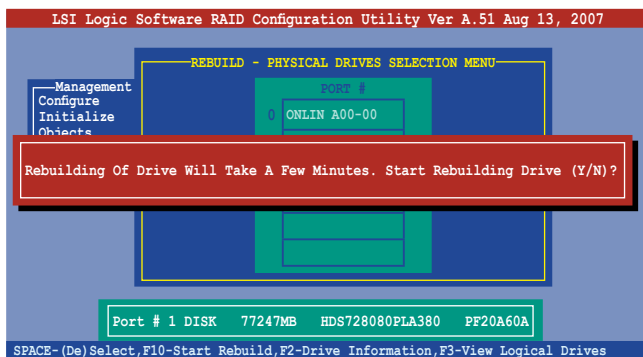 LSI Logic Software RAID Configuration Utility Ver A.51 Aug 13, 2007
REBUILD - PHYSICAL DRIVES SELECTION MENU
Management
Configure
Initialize
Objects
PORT #
0 ONLIN A00-00
Rebuilding Of Drive Will Take A Few Minutes. Start Rebuilding Drive (Y/N)?
Port # 1 DISK 77247MB HDS728080PLA380 PF20A60A
SPACE-(De)Select,F10-Start Rebuild,F2-Drive Information,F3-View Logical Drives